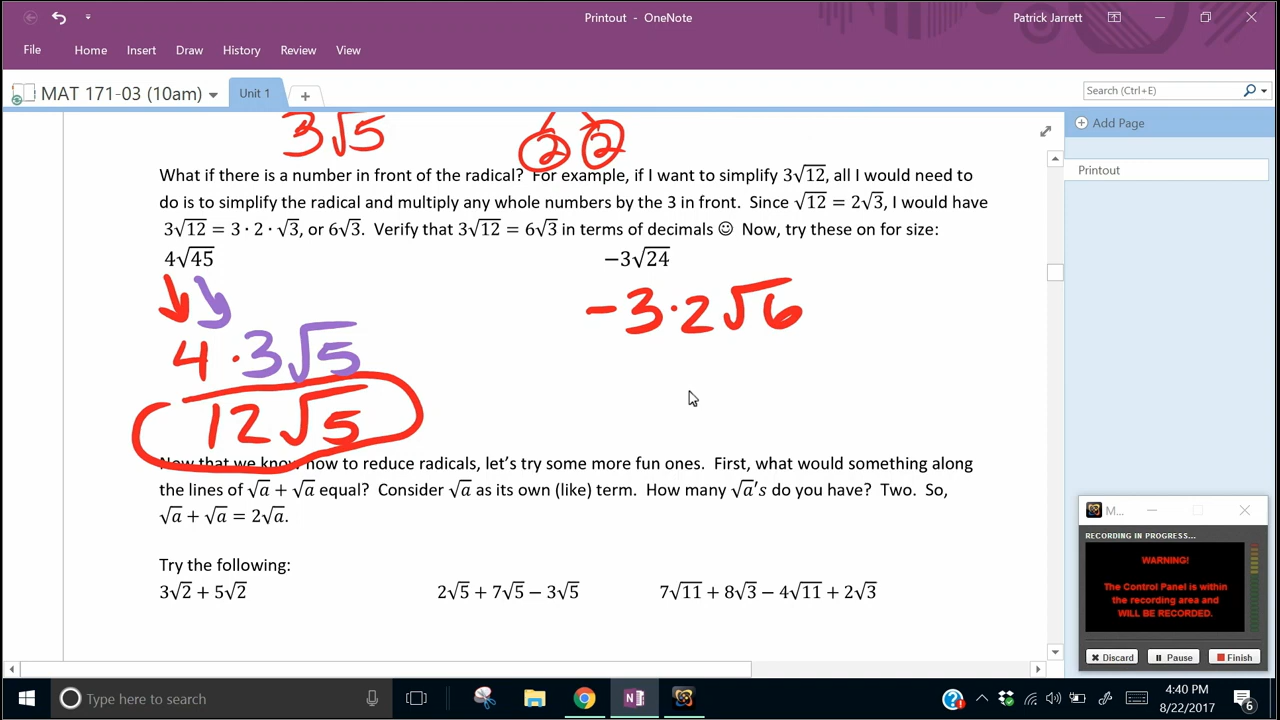 Printout - OneNote
Patrick Jarrett
File Home Insert Draw History Review View
MAT 171-03 (10am)
Unit 1
Search (Ctrl+E)
Add Page
Printout
3√5
2 2
What if there is a number in front of the radical? For example, if I want to simplify 3√12, all I would need to
do is to simplify the radical and multiply any whole numbers by the 3 in front. Since √12 = 2√3, I would have
3√12 = 3 · 2 · √3, or 6√3. Verify that 3√12 = 6√3 in terms of decimals ☺ Now, try these on for size:
4√45 −3√24
-3·2√6
4·3√5
12√5
Now that we know how to reduce radicals, let's try some more fun ones. First, what would something along
the lines of √a + √a equal? Consider √a as its own (like) term. How many √a's do you have? Two. So,
√a + √a = 2√a.
Try the following:
3√2 + 5√2 2√5 + 7√5 − 3√5 7√11 + 8√3 − 4√11 + 2√3
M...
RECORDING IN PROGRESS...
WARNING!
The Control Panel is within
the recording area and
WILL BE RECORDED.
Discard Pause Finish
Type here to search
4:40 PM
8/22/2017
6